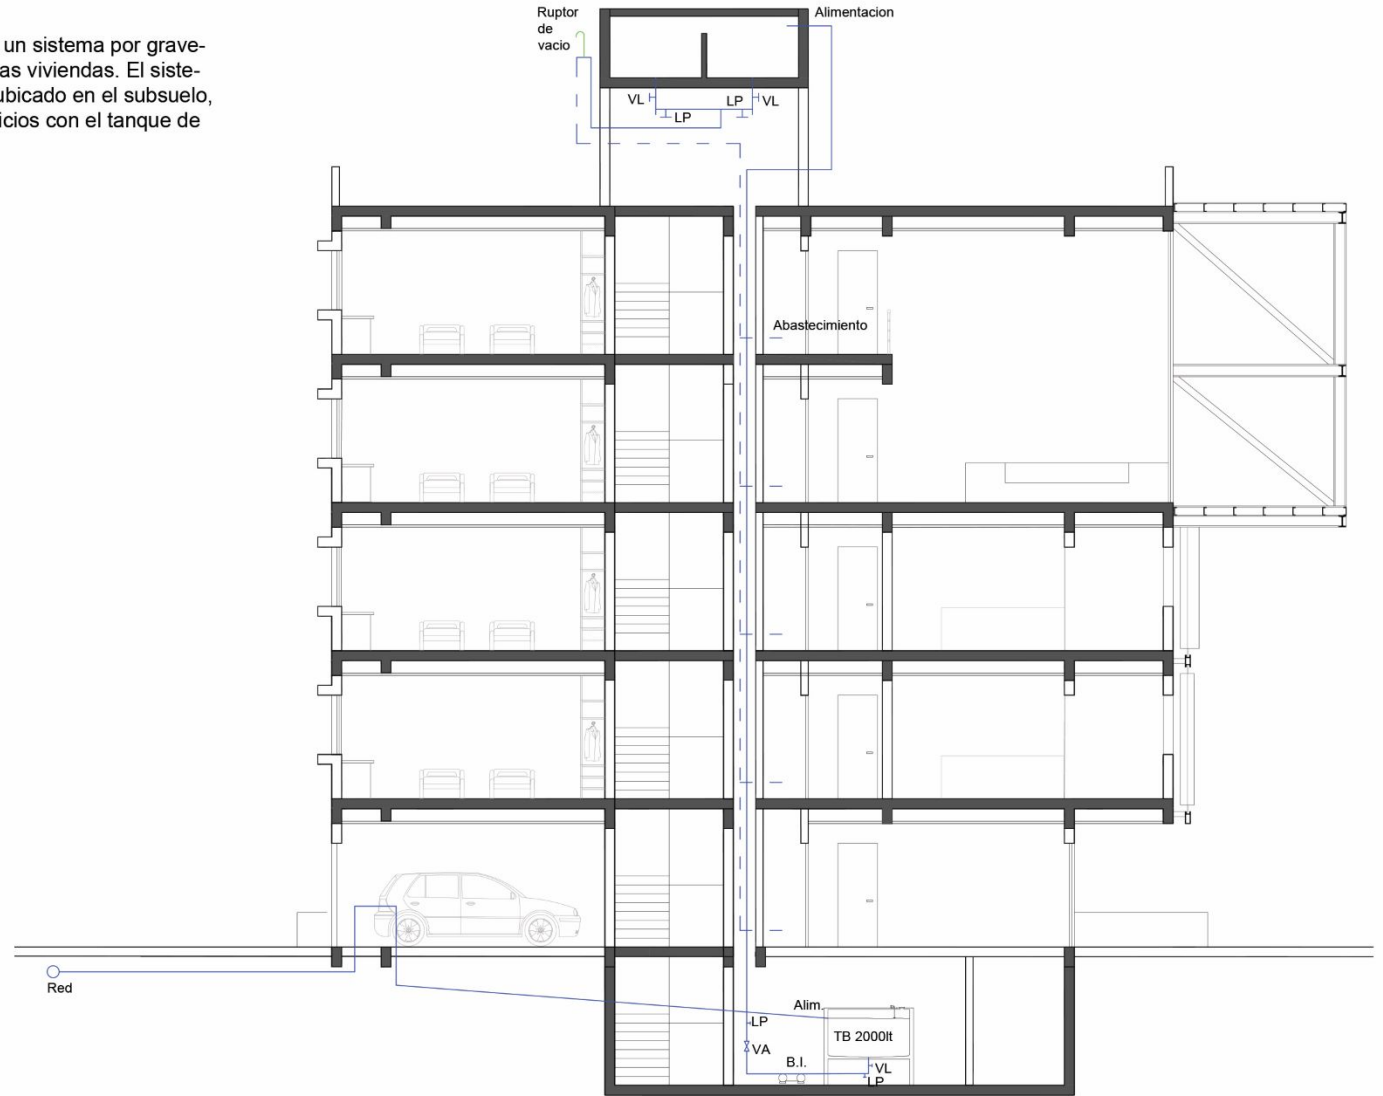 un sistema por grave-
as viviendas. El siste-
ubicado en el subsuelo,
icios con el tanque de
Ruptor
de
vacio
Alimentacion
VL
LP
VL
LP
Abastecimiento
Red
Alim.
LP
TB 2000lt
VA
B.I.
VL
LP